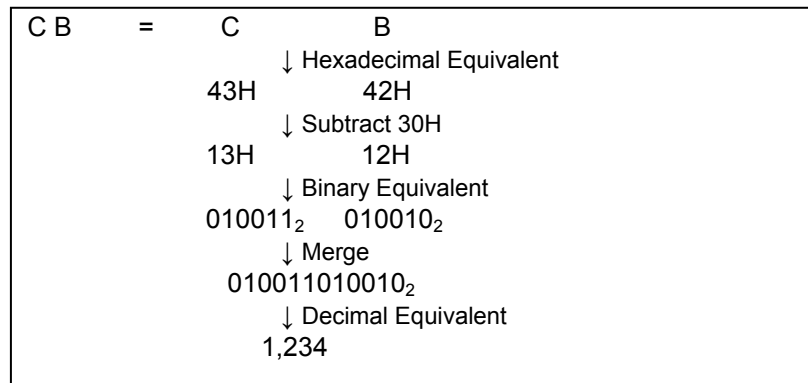 C B = C B
↓ Hexadecimal Equivalent
43H 42H
↓ Subtract 30H
13H 12H
↓ Binary Equivalent
010011₂ 010010₂
↓ Merge
010011010010₂
↓ Decimal Equivalent
1,234